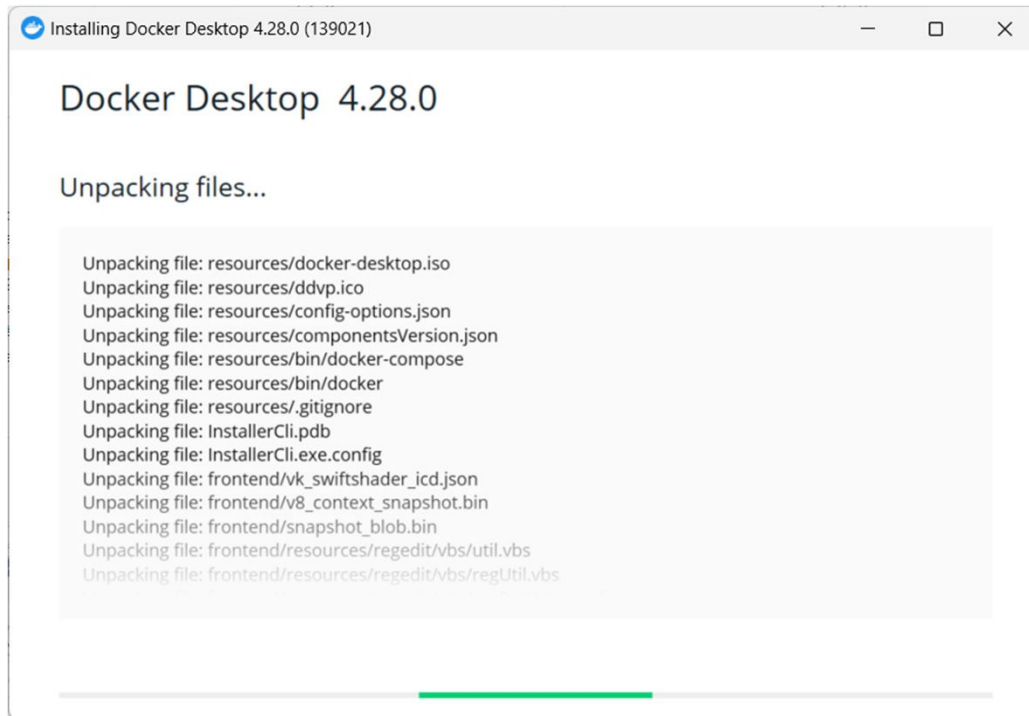 Installing Docker Desktop 4.28.0 (139021)
Docker Desktop 4.28.0
Unpacking files...
Unpacking file: resources/docker-desktop.iso
Unpacking file: resources/ddvp.ico
Unpacking file: resources/config-options.json
Unpacking file: resources/componentsVersion.json
Unpacking file: resources/bin/docker-compose
Unpacking file: resources/bin/docker
Unpacking file: resources/.gitignore
Unpacking file: InstallerCli.pdb
Unpacking file: InstallerCli.exe.config
Unpacking file: frontend/vk_swiftshader_icd.json
Unpacking file: frontend/v8_context_snapshot.bin
Unpacking file: frontend/snapshot_blob.bin
Unpacking file: frontend/resources/regedit/vbs/util.vbs
Unpacking file: frontend/resources/regedit/vbs/regUtil.vbs